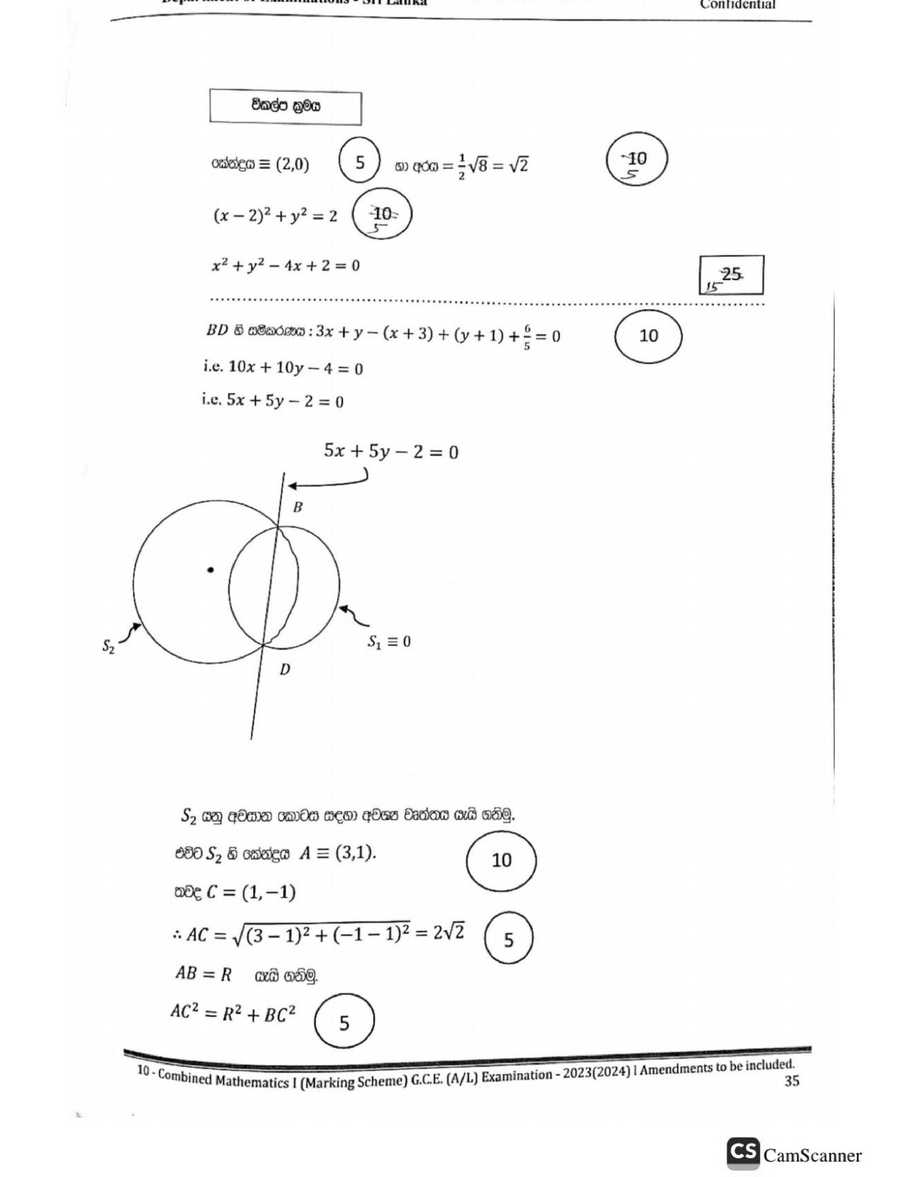 Department of Examinations - Sri Lanka
Confidential
විකල්ප ක්‍රමය
කේන්ද්‍රය ≡ (2,0) 5 හා අරය = 1/2 √8 = √2 10 5
(x − 2)² + y² = 2 10 5
x² + y² − 4x + 2 = 0 25 15
BD හි සමීකරණය : 3x + y − (x + 3) + (y + 1) + 6/5 = 0 10
i.e. 10x + 10y − 4 = 0
i.e. 5x + 5y − 2 = 0
5x + 5y − 2 = 0
B
S₂
S₁ ≡ 0
D
S₂ යනු අවසාන කොටස සඳහා අවශ්‍ය වෘත්තය යැයි ගනිමු.
එවිට S₂ හි කේන්ද්‍රය A ≡ (3,1). 10
තවද C = (1,−1)
∴ AC = √((3 − 1)² + (−1 − 1)²) = 2√2 5
AB = R යැයි ගනිමු.
AC² = R² + BC² 5
10 - Combined Mathematics I (Marking Scheme) G.C.E. (A/L) Examination - 2023(2024) | Amendments to be included.
35
CS CamScanner